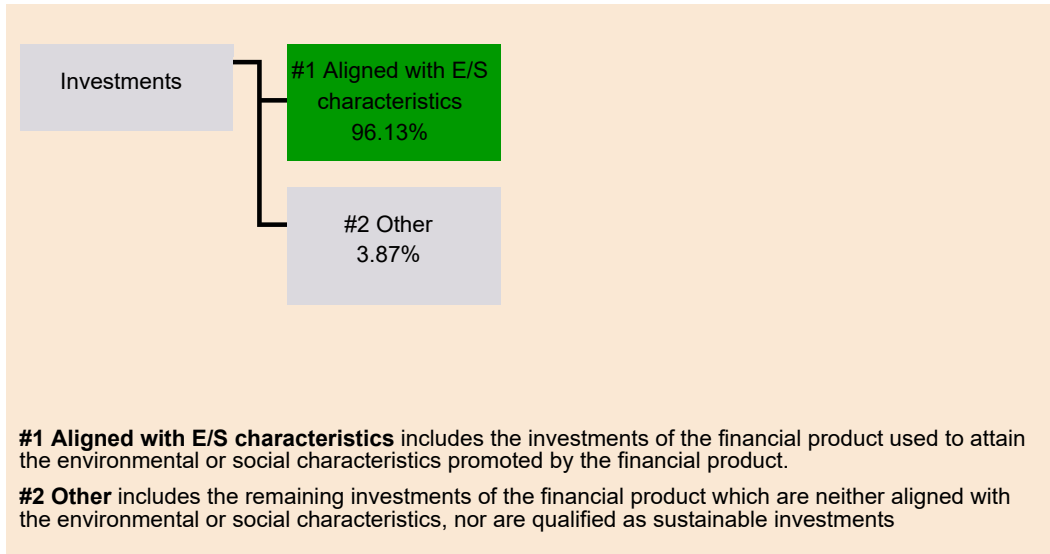 Investments
#1 Aligned with E/S
characteristics
96.13%
#2 Other
3.87%
#1 Aligned with E/S characteristics includes the investments of the financial product used to attain
the environmental or social characteristics promoted by the financial product.
#2 Other includes the remaining investments of the financial product which are neither aligned with
the environmental or social characteristics, nor are qualified as sustainable investments